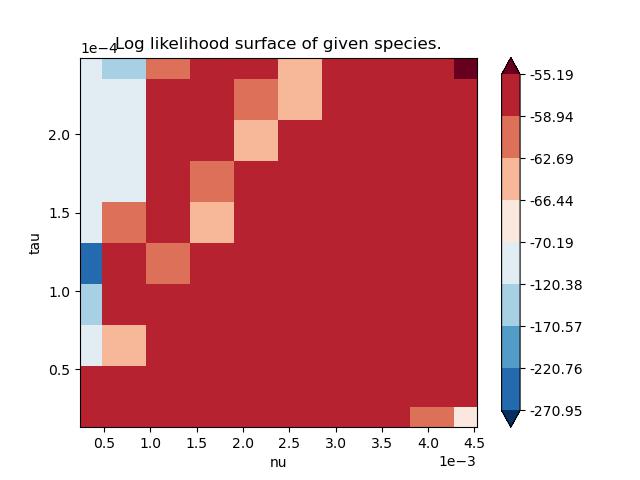 1e−4
Log likelihood surface of given species.
tau
2.0
1.5
1.0
0.5
0.5 1.0 1.5 2.0 2.5 3.0 3.5 4.0 4.5
nu
1e−3
-55.19
-58.94
-62.69
-66.44
-70.19
-120.38
-170.57
-220.76
-270.95